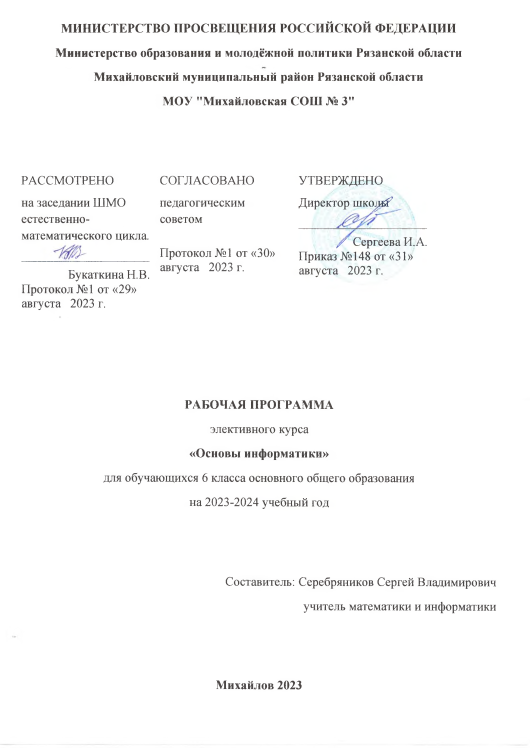 МИНИСТЕРСТВО ПРОСВЕЩЕНИЯ РОССИЙСКОЙ ФЕДЕРАЦИИ
Министерство образования и молодёжной политики Рязанской области
Михайловский муниципальный район Рязанской области
МОУ "Михайловская СОШ № 3"
РАССМОТРЕНО
на заседании ШМО
естественно-
математического цикла.
Букаткина Н.В.
Протокол №1 от «29»
августа 2023 г.
СОГЛАСОВАНО
педагогическим
советом
Протокол №1 от «30»
августа 2023 г.
УТВЕРЖДЕНО
Директор школы
Сергеева И.А.
Приказ №148 от «31»
августа 2023 г.
РАБОЧАЯ ПРОГРАММА
элективного курса
«Основы информатики»
для обучающихся 6 класса основного общего образования
на 2023-2024 учебный год
Составитель: Серебряников Сергей Владимирович
учитель математики и информатики
Михайлов 2023